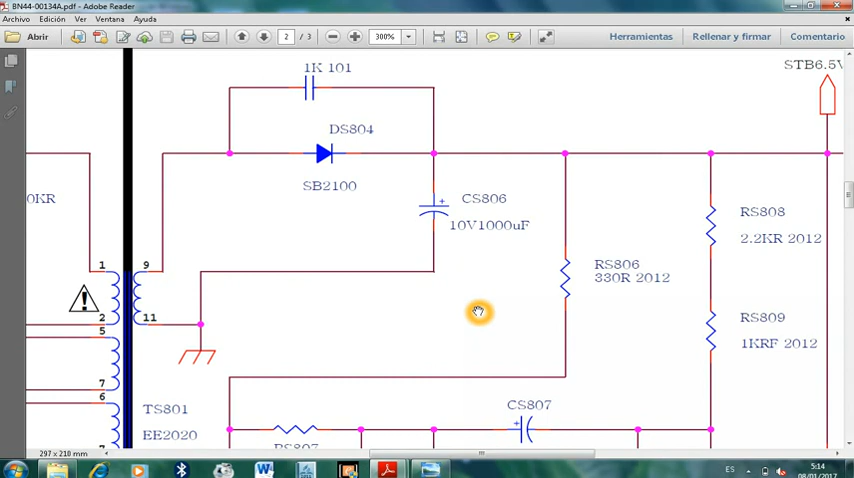 BN44-00134A.pdf - Adobe Reader
Archivo Edición Ver Ventana Ayuda
Abrir
2 / 3
300%
Herramientas
Rellenar y firmar
Comentario
1K 101
STB6.5V
DS804
SB2100
0KR
CS806
+
10V1000uF
RS808
2.2KR 2012
RS806
330R 2012
1
9
2
11
RS809
1KRF 2012
5
7
6
TS801
EE2020
CS807
+
RS807
297 x 210 mm
W
ES
5:14
08/01/2017